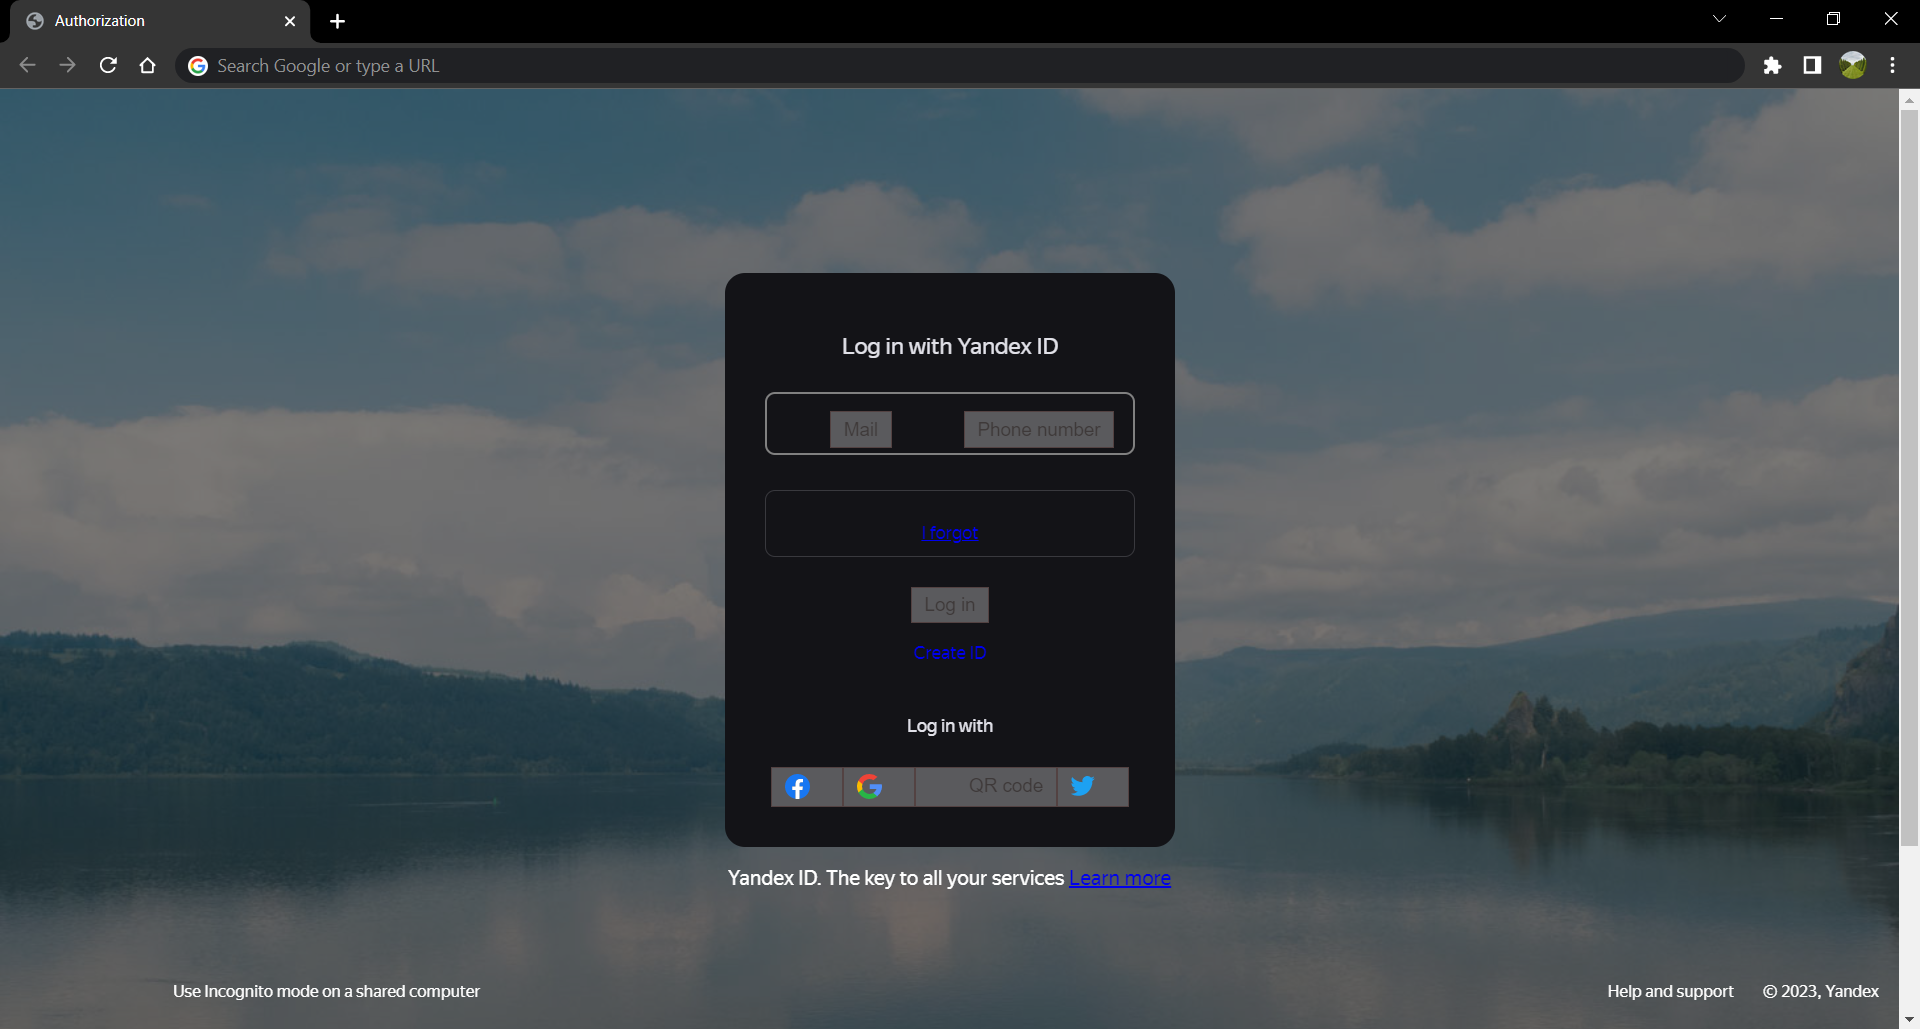 Authorization
Search Google or type a URL
Log in with Yandex ID
Mail Phone number
I forgot
Log in
Create ID
Log in with
QR code
Yandex ID. The key to all your services Learn more
Use Incognito mode on a shared computer Help and support © 2023, Yandex